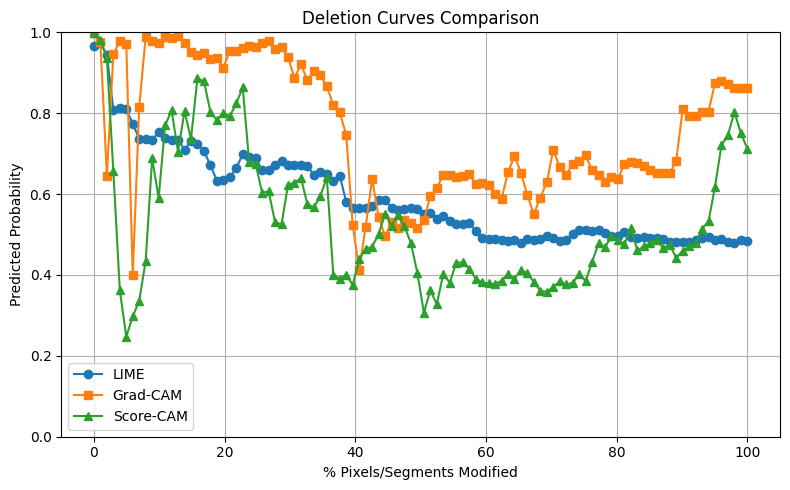 Deletion Curves Comparison
Predicted Probability
1.0
0.8
0.6
0.4
0.2
0.0
LIME
Grad-CAM
Score-CAM
0 20 40 60 80 100
% Pixels/Segments Modified